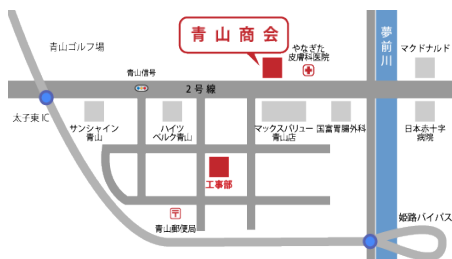 青山商会
青山ゴルフ場
やなぎた
皮膚科医院
夢前川
マクドナルド
青山信号
2号線
太子東IC
サンシャイン
青山
ハイツ
ベルク青山
マックスバリュー
青山店
国富胃腸外科
日本赤十字
病院
工事部
青山郵便局
姫路バイパス